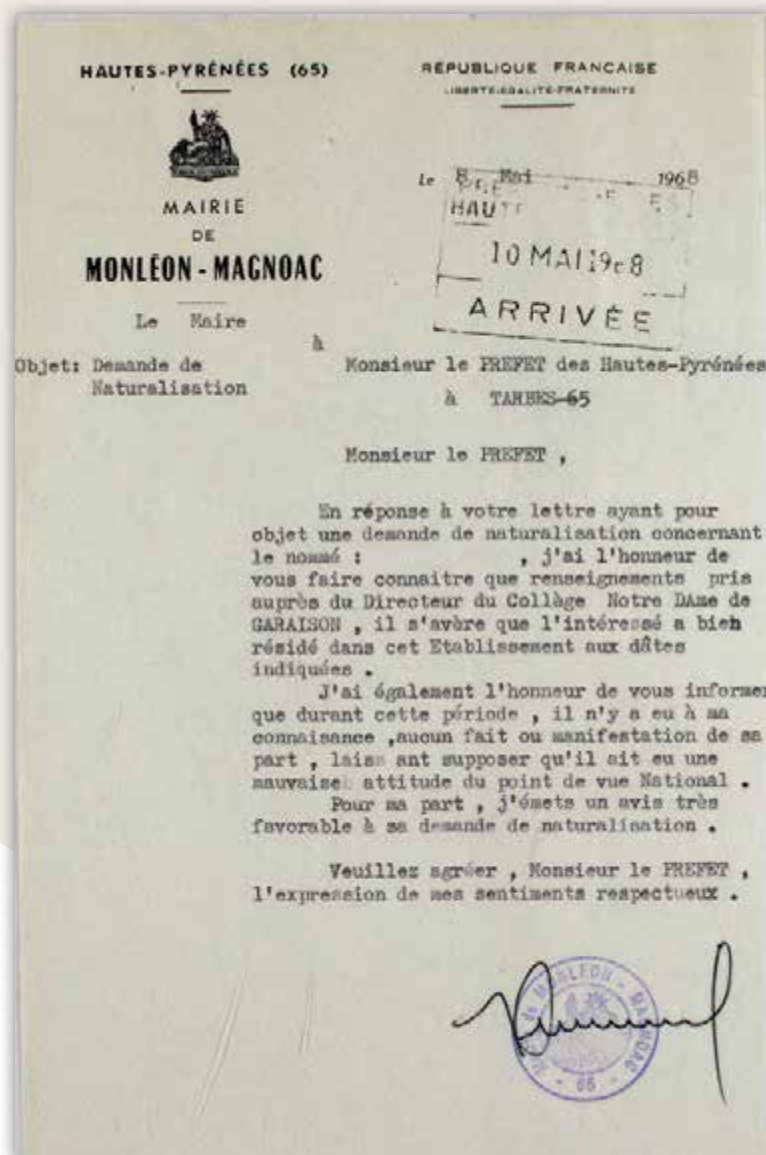 HAUTES-PYRÉNÉES (65)
RÉPUBLIQUE FRANCAISE
LIBERTE-EGALITE-FRATERNITE
MAIRIE
DE
MONLÉON-MAGNOAC
Le 8 Mai 1968
HAUT
10 MAI 1968
ARRIVÉE
Le Maire
à
Objet: Demande de
Naturalisation
Monsieur le PREFET des Hautes-Pyrénées
à TARBES-65
Monsieur le PREFET ,
En réponse à votre lettre ayant pour
objet une demande de naturalisation concernant
le nommé : , j'ai l'honneur de
vous faire connaitre que renseignements pris
auprès du Directeur du Collège Notre DAme de
GARAISON , il s'avère que l'intéressé a bien
résidé dans cet Etablissement aux dâtes
indiquées .
J'ai également l'honneur de vous informer
que durant cette période , il n'y a eu à ma
connaisance ,aucun fait ou manifestation de sa
part , laiss ant supposer qu'il ait eu une
mauvaise attitude du point de vue National .
Pour ma part , j'émets un avis très
favorable à sa demande de naturalisation .
Veuillez agréer , Monsieur le PREFET ,
l'expression de mes sentiments respectueux .
de MONLEON - MAGNOAC
- 65 -